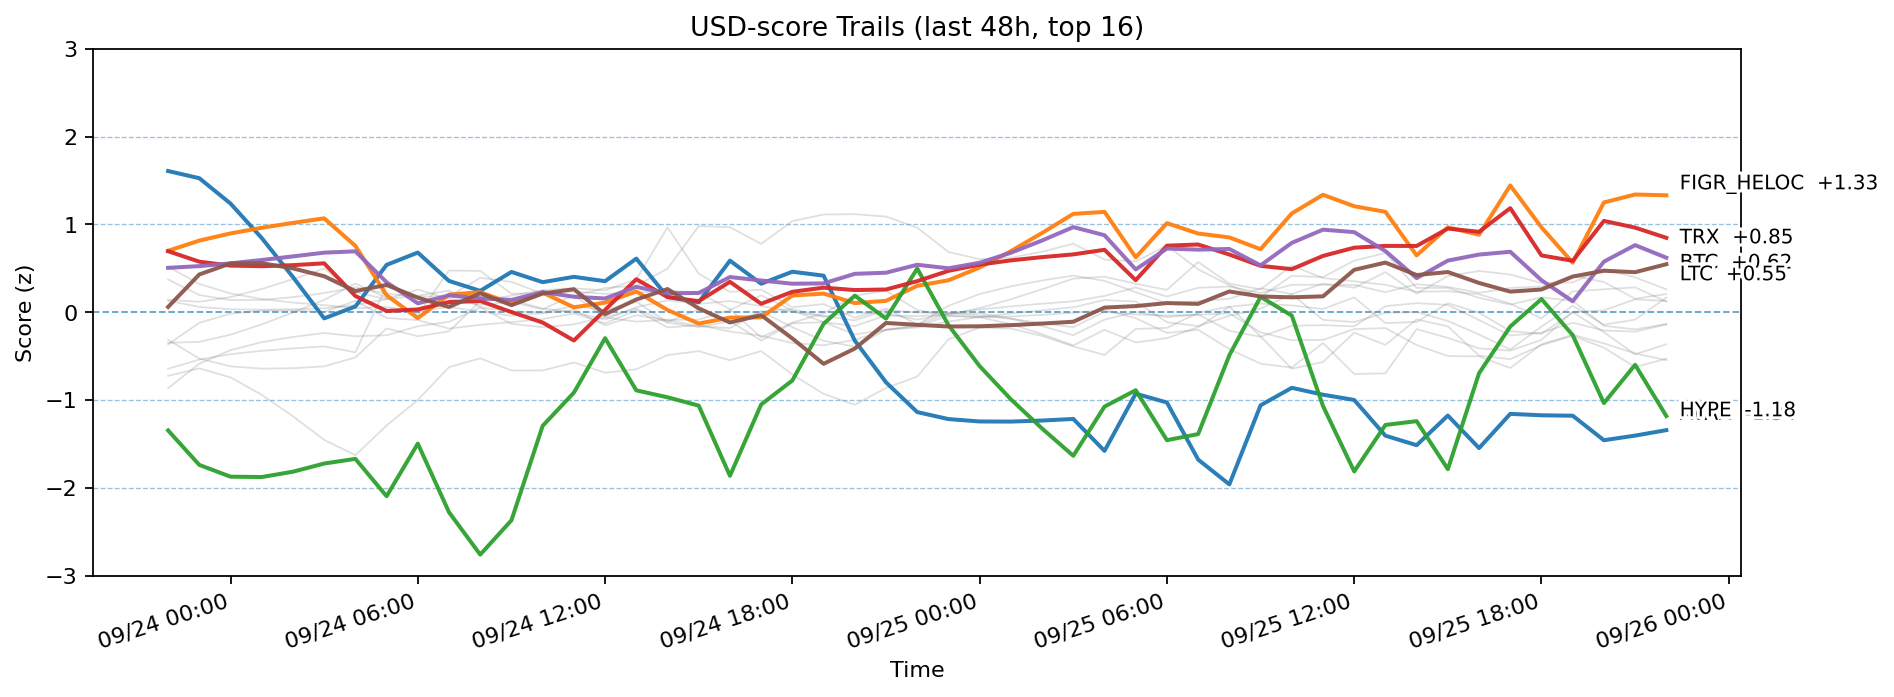 USD-score Trails (last 48h, top 16)
3
2
1
0
−1
−2
−3
Score (z)
FIGR_HELOC +1.33
TRX +0.85
BTC +0.62
LTC +0.55
HYPE -1.18
09/24 00:00
09/24 06:00
09/24 12:00
09/24 18:00
09/25 00:00
09/25 06:00
09/25 12:00
09/25 18:00
09/26 00:00
Time